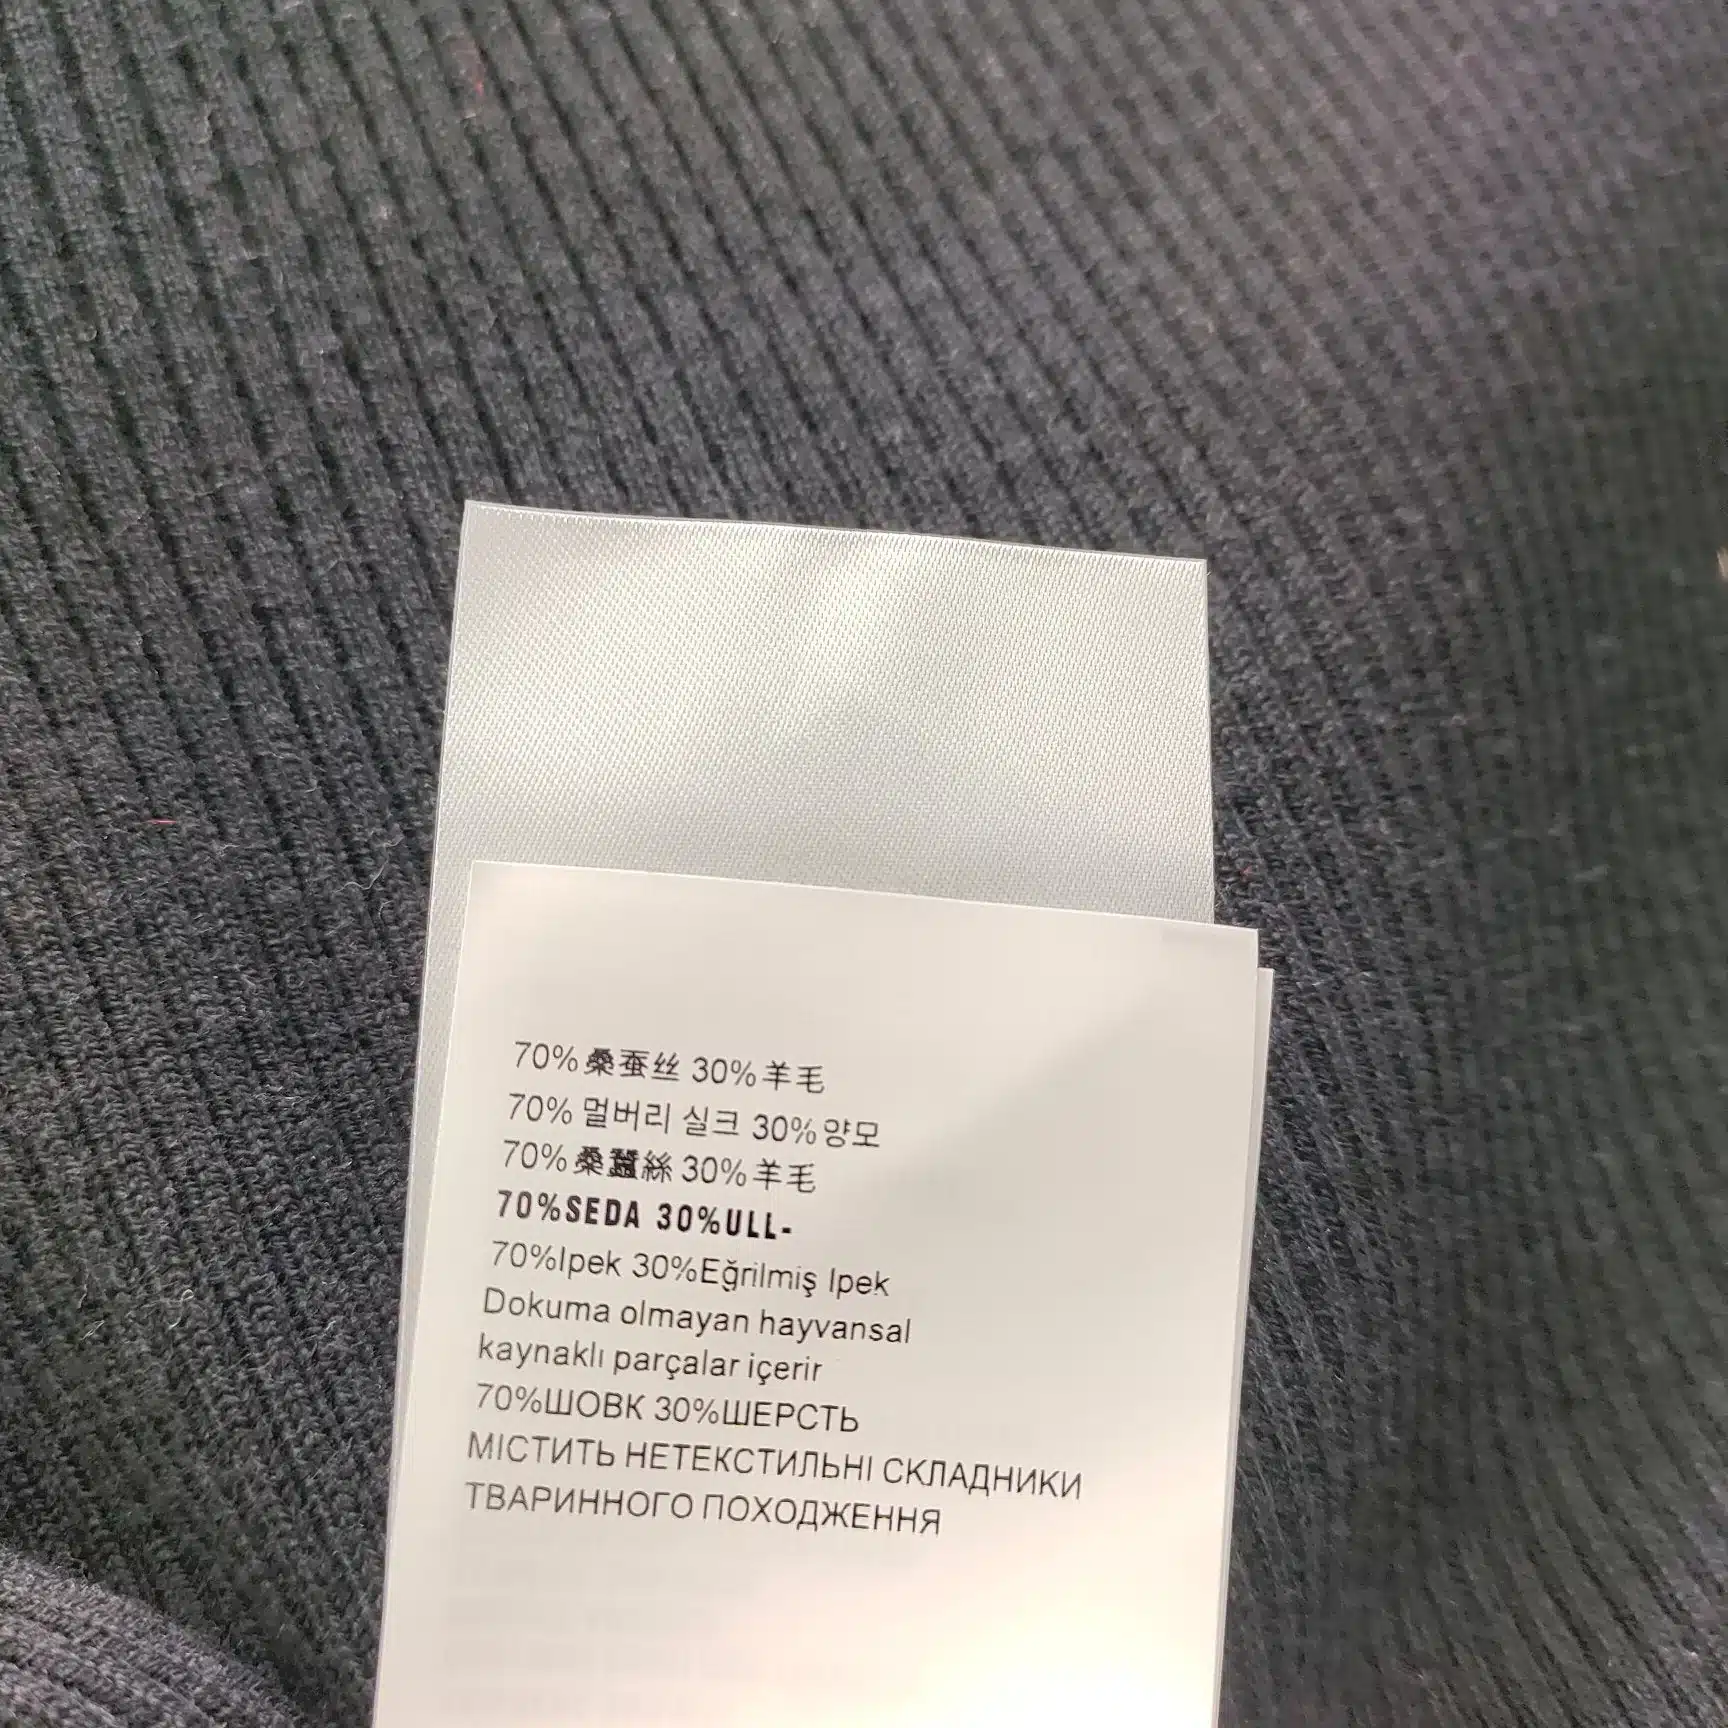 70%桑蚕丝 30%羊毛
70% 멀버리 실크 30%양모
70%桑蠶絲 30%羊毛
70%SEDA 30%ULL-
70%Ipek 30%Eğrilmiş Ipek
Dokuma olmayan hayvansal
kaynaklı parçalar içerir
70%ШОВК 30%ШЕРСТЬ
МІСТИТЬ НЕТЕКСТИЛЬНІ СКЛАДНИКИ
ТВАРИННОГО ПОХОДЖЕННЯ